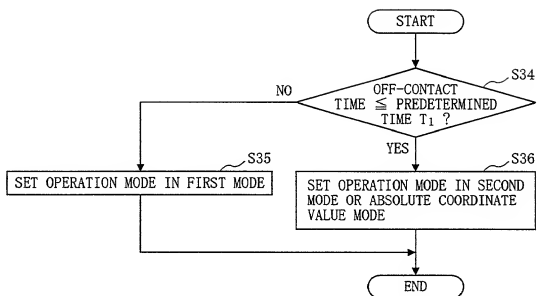 START
S34
OFF-CONTACT
TIME ≦ PREDETERMINED
TIME T₁ ?
NO
YES
S35
SET OPERATION MODE IN FIRST MODE
S36
SET OPERATION MODE IN SECOND
MODE OR ABSOLUTE COORDINATE
VALUE MODE
END